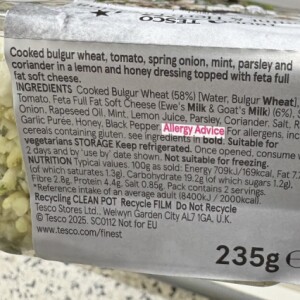 TESCO
Cooked bulgur wheat, tomato, spring onion, mint, parsley and
coriander in a lemon and honey dressing topped with feta full
fat soft cheese.
INGREDIENTS Cooked Bulgur Wheat (58%) [Water, Bulgur Wheat],
Tomato, Feta Full Fat Soft Cheese (Ewe's Milk & Goat's Milk) (6%),
Onion, Rapeseed Oil, Mint, Lemon Juice, Parsley, Coriander, Salt,
Garlic Puree, Honey, Black Pepper. Allergy Advice For allergens, including
cereals containing gluten, see ingredients in bold. Suitable for
vegetarians STORAGE Keep refrigerated. Once opened, consume
2 days and by 'use by' date shown. Not suitable for freezing.
NUTRITION Typical values, 100g as sold: Energy 709kJ/169kcal, Fat
(of which saturates 1.3g), Carbohydrate 19.2g (of which sugars 1.2g),
Fibre 2.8g, Protein 4.4g, Salt 0.85g. Pack contains 2 servings.
*Reference intake of an average adult (8400kJ / 2000kcal).
Recycling CLEAN POT Recycle FILM Do Not Recycle
Tesco Stores Ltd., Welwyn Garden City AL7 1GA, U.K.
© Tesco 2025. SC0112 Not for EU
www.tesco.com/finest
235g e